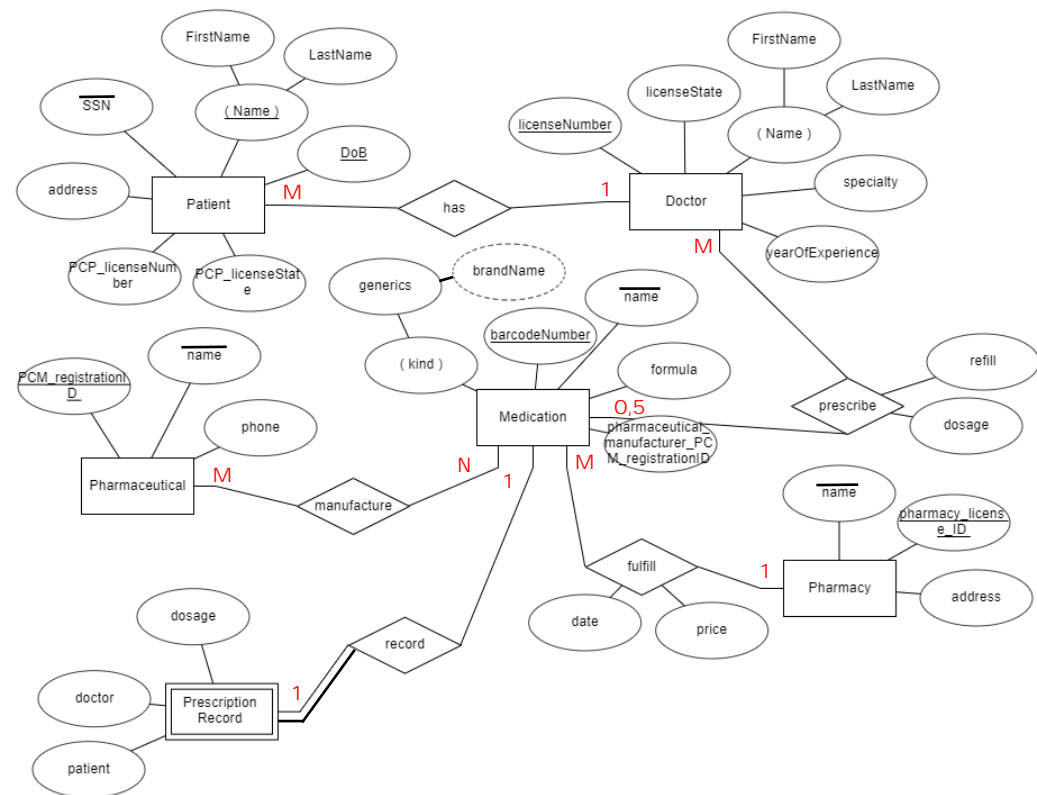 FirstName
LastName
SSN
( Name )
DoB
address
Patient
PCP_licenseNum
ber
PCP_licenseStat
e
M
has
1
FirstName
licenseState
LastName
licenseNumber
( Name )
Doctor
specialty
yearOfExperience
M
brandName
generics
name
barcodeNumber
( kind )
formula
Medication
0,5
pharmaceutical_
manufacturer_PC
M_registrationID
refill
prescribe
dosage
name
PCM_registrationI
D
phone
Pharmaceutical
M
manufacture
N
1
M
name
pharmacy_licens
e_ID
fulfill
1
Pharmacy
address
date
price
dosage
record
doctor
Prescription
Record
1
patient